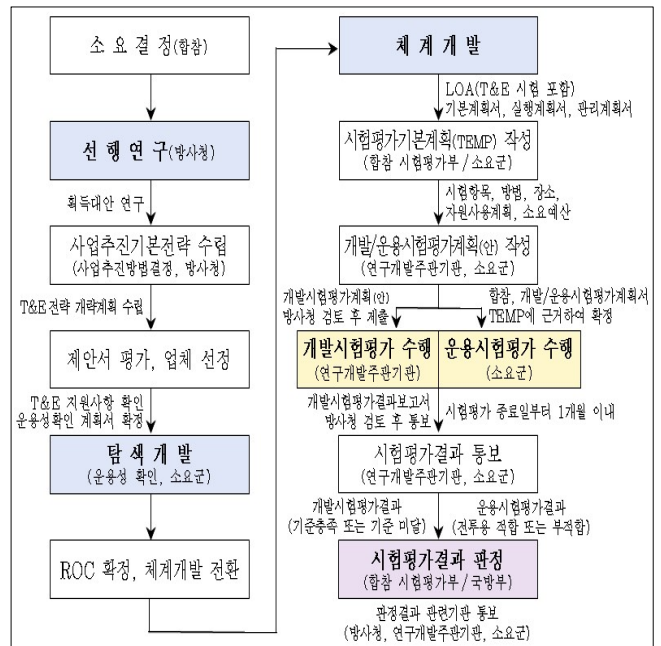 소요결정(합참)
선행연구(방사청)
획득대안 연구
사업추진기본전략 수립
(사업추진방법결정, 방사청)
T&E전략 개략계획 수립
제안서 평가, 업체 선정
T&E 지원사항 확인
운용성확인 계획서 확정
탐색개발
(운용성 확인, 소요군)
ROC 확정, 체계개발 전환
체계개발
LOA(T&E 시험 포함)
기본계획서, 실행계획서, 관리계획서
시험평가기본계획(TEMP) 작성
(합참 시험평가부/소요군)
시험항목, 방법, 장소,
자원사용계획, 소요예산
개발/운용시험평가계획(안) 작성
(연구개발주관기관, 소요군)
개발시험평가계획(안)
방사청 검토 후 제출
합참, 개발/운용시험평가계획서
TEMP에 근거하여 확정
개발시험평가 수행
(연구개발주관기관)
운용시험평가 수행
(소요군)
개발시험평가결과보고서
방사청 검토 후 통보
시험평가 종료일부터 1개월 이내
시험평가결과 통보
(연구개발주관기관, 소요군)
개발시험평가결과
(기준충족 또는 기준 미달)
운용시험평가결과
(전투용 적합 또는 부적합)
시험평가결과 판정
(합참 시험평가부/국방부)
판정결과 관련기관 통보
(방사청, 연구개발주관기관, 소요군)